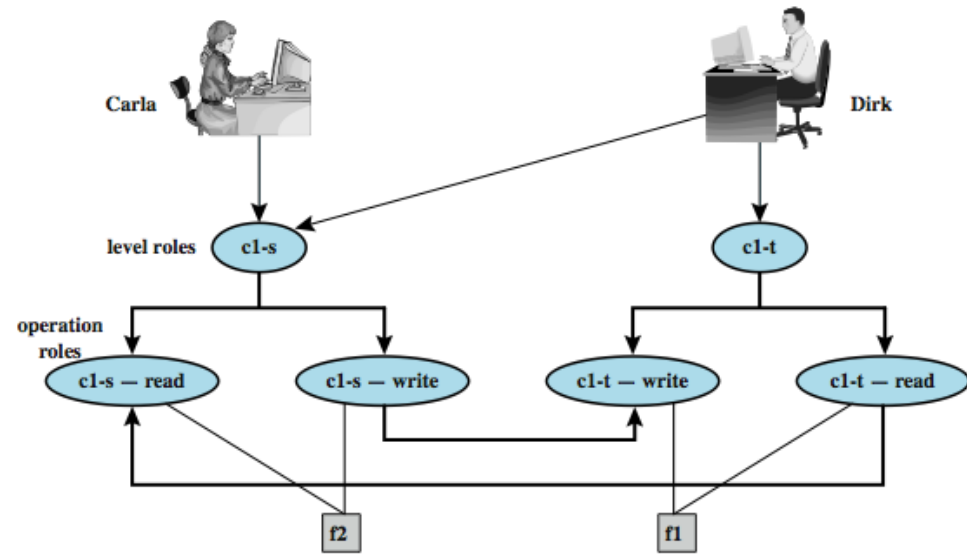 Carla
Dirk
level roles
c1-s
c1-t
operation
roles
c1-s — read
c1-s — write
c1-t — write
c1-t — read
f2
f1